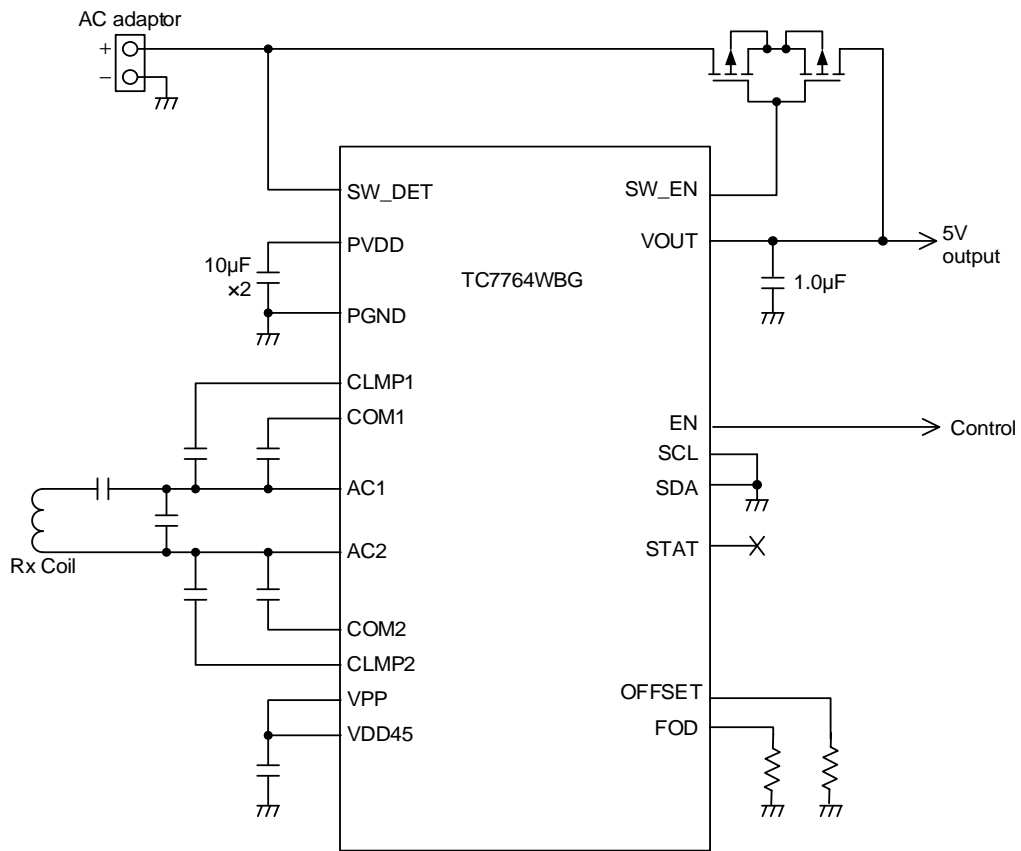 AC adaptor
+
−
SW_DET
SW_EN
PVDD
VOUT
5V
output
10µF
×2
TC7764WBG
1.0µF
PGND
CLMP1
COM1
EN
Control
SCL
AC1
SDA
AC2
STAT
Rx Coil
COM2
CLMP2
VPP
OFFSET
VDD45
FOD